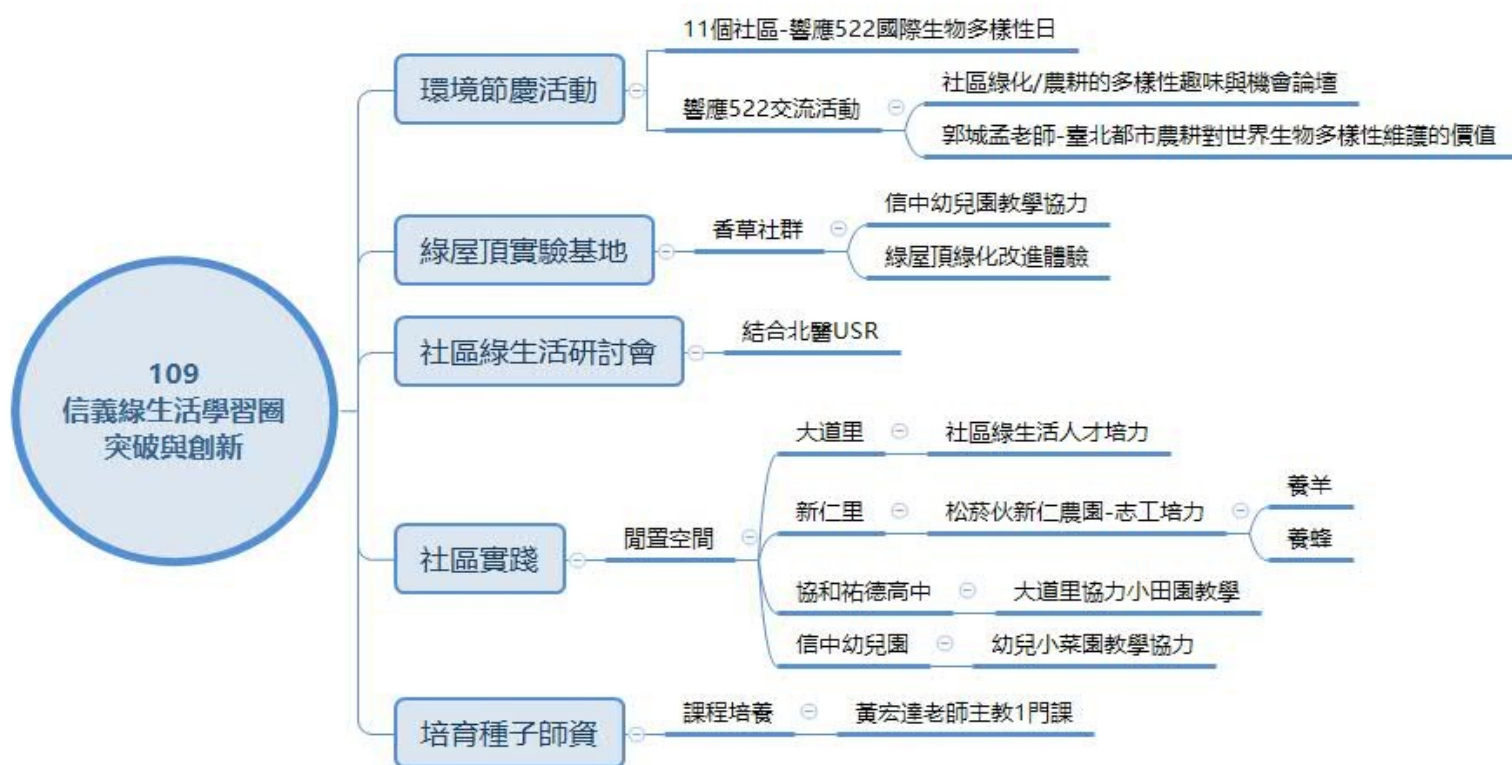 109
信義綠生活學習圈
突破與創新
環境節慶活動
11個社區-響應522國際生物多樣性日
響應522交流活動
社區綠化/農耕的多樣性趣味與機會論壇
郭城孟老師-臺北都市農耕對世界生物多樣性維護的價值
綠屋頂實驗基地
香草社群
信中幼兒園教學協力
綠屋頂綠化改進體驗
社區綠生活研討會
結合北醫USR
社區實踐
閒置空間
大道里
社區綠生活人才培力
新仁里
松菸伙新仁農園-志工培力
養羊
養蜂
協和祐德高中
大道里協力小田園教學
信中幼兒園
幼兒小菜園教學協力
培育種子師資
課程培養
黃宏達老師主教1門課